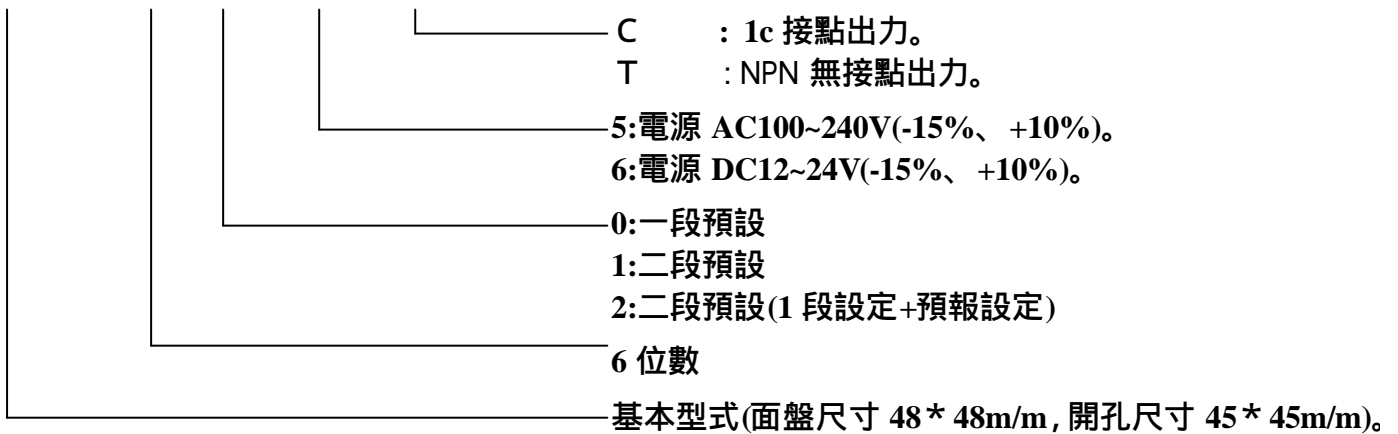 C : 1c 接點出力。
T : NPN 無接點出力。
5:電源 AC100~240V(-15%、+10%)。
6:電源 DC12~24V(-15%、+10%)。
0:一段預設
1:二段預設
2:二段預設(1 段設定+預報設定)
6 位數
基本型式(面盤尺寸 48*48m/m,開孔尺寸 45*45m/m)。